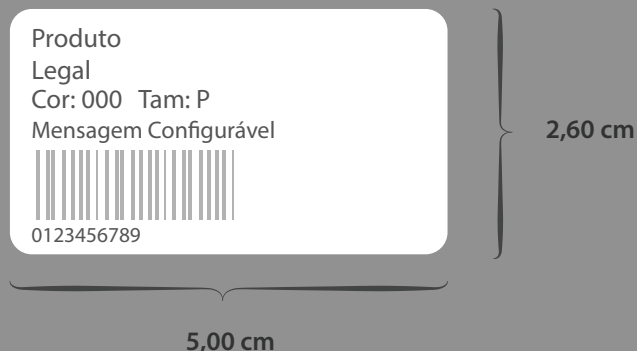 Produto
Legal
Cor: 000 Tam: P
Mensagem Configurável
0123456789
2,60 cm
5,00 cm